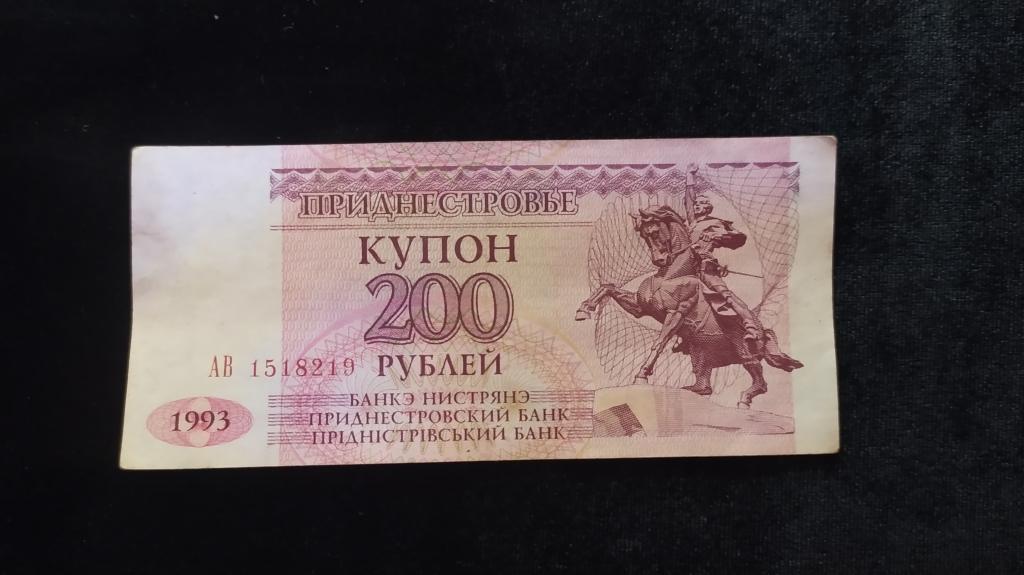 ПРИДНЕСТРОВЬЕ
КУПОН
200
РУБЛЕЙ
АВ 1518219
1993
БАНКЭ НИСТРЯНЭ
ПРИДНЕСТРОВСКИЙ БАНК
ПРІДНІСТРІВСЬКИЙ БАНК